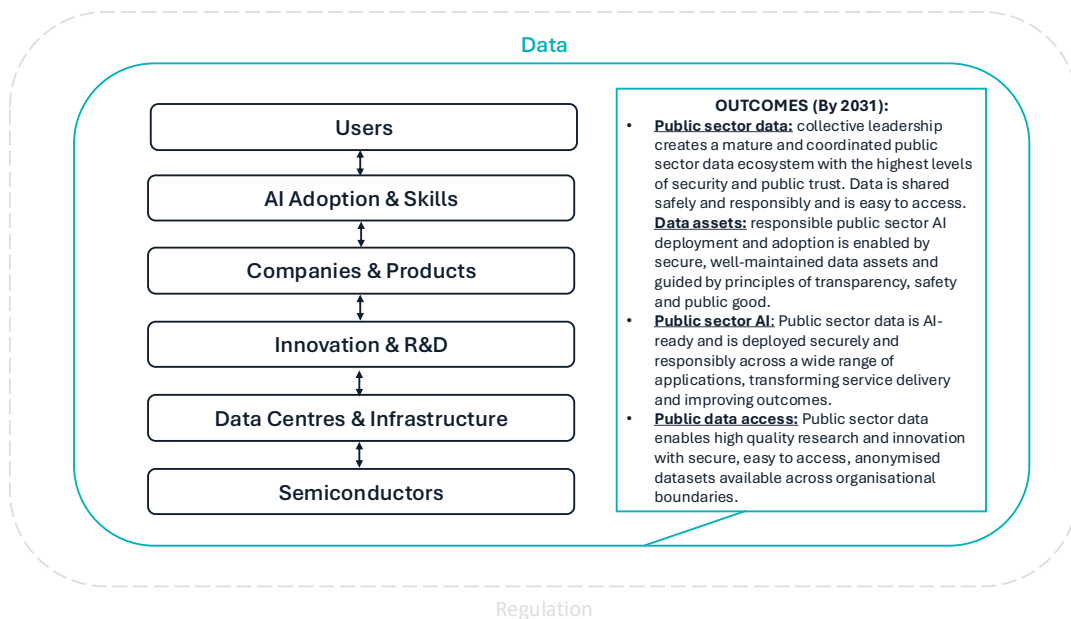 Data
Users
AI Adoption & Skills
Companies & Products
Innovation & R&D
Data Centres & Infrastructure
Semiconductors
OUTCOMES (By 2031):
• Public sector data: collective leadership
creates a mature and coordinated public
sector data ecosystem with the highest levels
of security and public trust. Data is shared
safely and responsibly and is easy to access.
Data assets: responsible public sector AI
deployment and adoption is enabled by
secure, well-maintained data assets and
guided by principles of transparency, safety
and public good.
• Public sector AI: Public sector data is AI-
ready and is deployed securely and
responsibly across a wide range of
applications, transforming service delivery
and improving outcomes.
• Public data access: Public sector data
enables high quality research and innovation
with secure, easy to access, anonymised
datasets available across organisational
boundaries.
Regulation